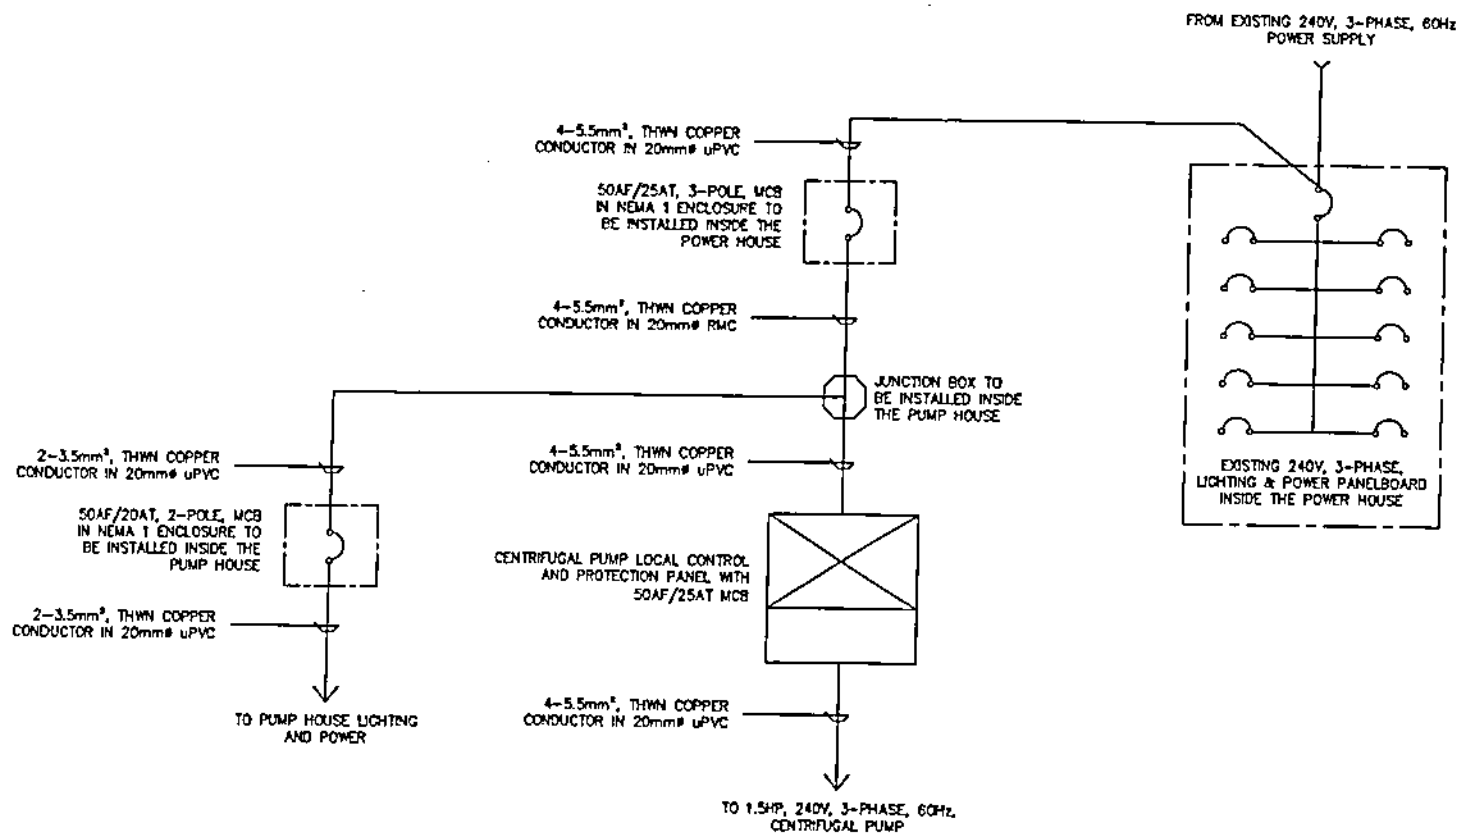 FROM EXISTING 240V, 3-PHASE, 60Hz
POWER SUPPLY
4-5.5mm², THWN COPPER
CONDUCTOR IN 20mmø uPVC
50AF/25AT, 3-POLE, MCB
IN NEMA 1 ENCLOSURE TO
BE INSTALLED INSIDE THE
POWER HOUSE
4-5.5mm², THWN COPPER
CONDUCTOR IN 20mmø RMC
JUNCTION BOX TO
BE INSTALLED INSIDE
THE PUMP HOUSE
2-3.5mm², THWN COPPER
CONDUCTOR IN 20mmø uPVC
4-5.5mm², THWN COPPER
CONDUCTOR IN 20mmø uPVC
EXISTING 240V, 3-PHASE,
LIGHTING & POWER PANELBOARD
INSIDE THE POWER HOUSE
50AF/20AT, 2-POLE, MCB
IN NEMA 1 ENCLOSURE TO
BE INSTALLED INSIDE THE
PUMP HOUSE
CENTRIFUGAL PUMP LOCAL CONTROL
AND PROTECTION PANEL WITH
50AF/25AT MCB
2-3.5mm², THWN COPPER
CONDUCTOR IN 20mmø uPVC
4-5.5mm², THWN COPPER
CONDUCTOR IN 20mmø uPVC
TO PUMP HOUSE LIGHTING
AND POWER
TO 1.5HP, 240V, 3-PHASE, 60Hz,
CENTRIFUGAL PUMP